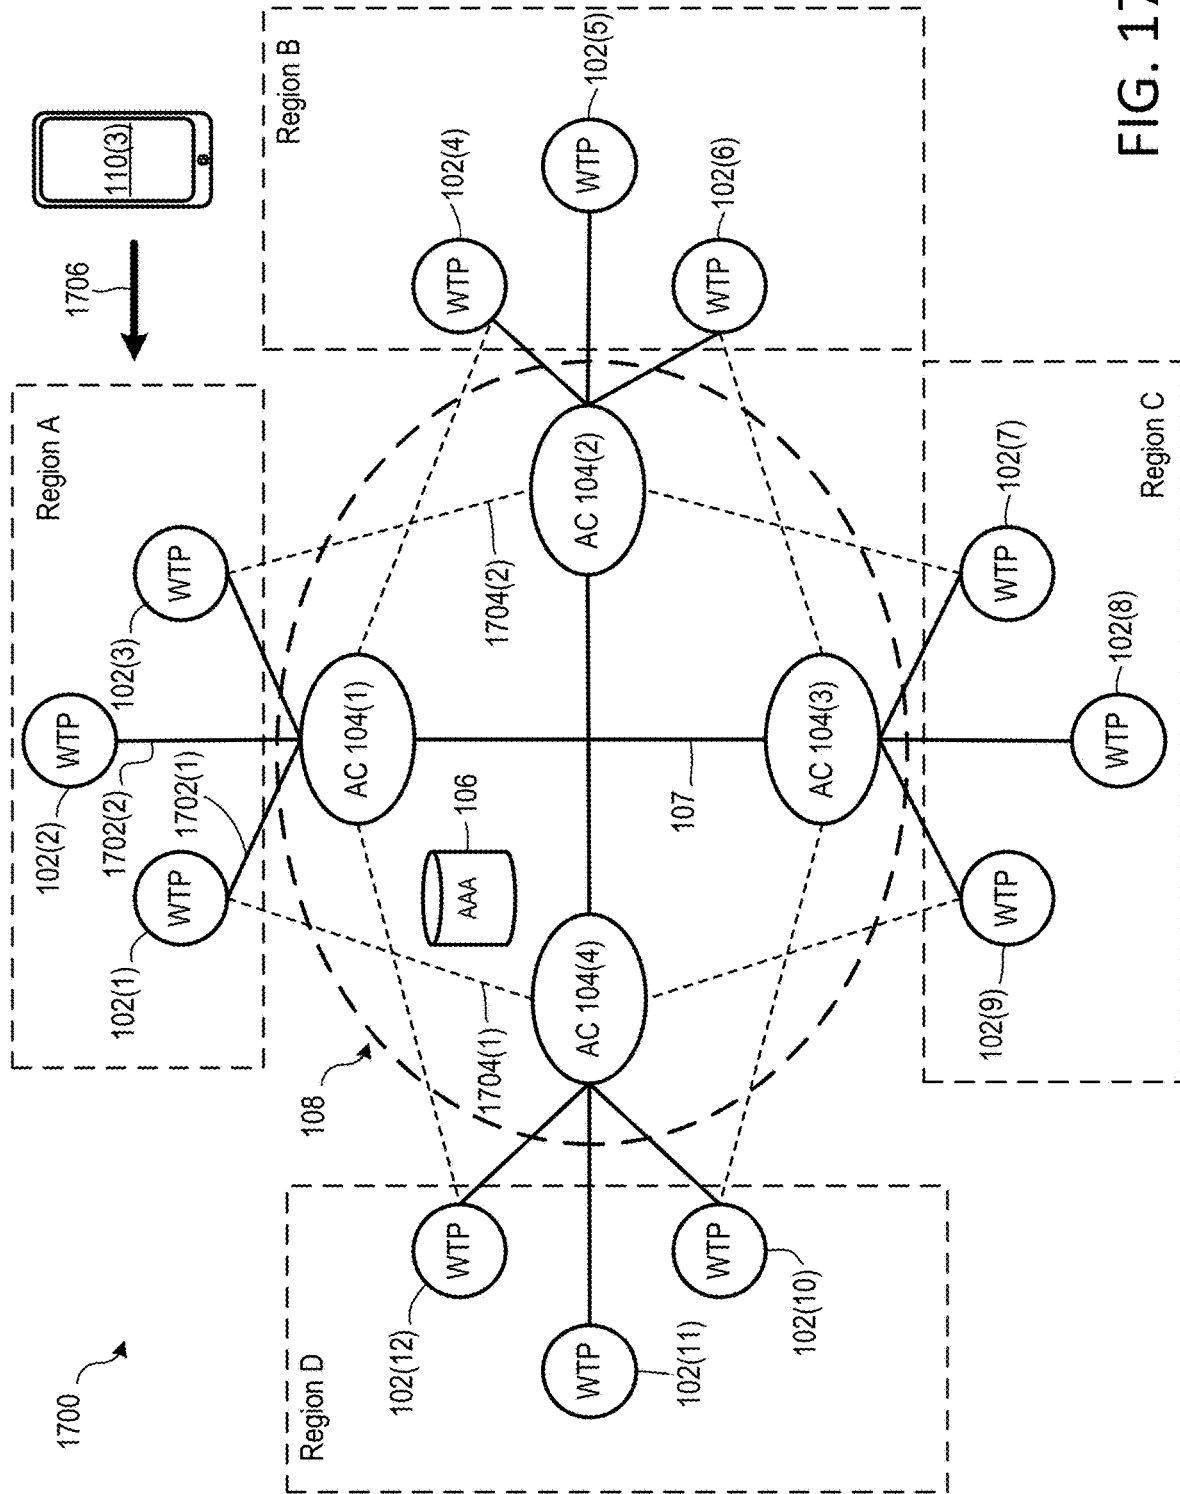 1700
110(3)
1706
Region A
WTP
102(1)
WTP
102(2)
WTP
102(3)
1702(1)
1702(2)
Region B
WTP
102(4)
WTP
102(5)
WTP
102(6)
AC 104(1)
AC 104(2)
AC 104(3)
AC 104(4)
AAA
106
107
108
1704(1)
1704(2)
Region D
WTP
102(12)
WTP
102(11)
WTP
102(10)
Region C
WTP
102(9)
WTP
102(8)
WTP
102(7)
FIG. 17